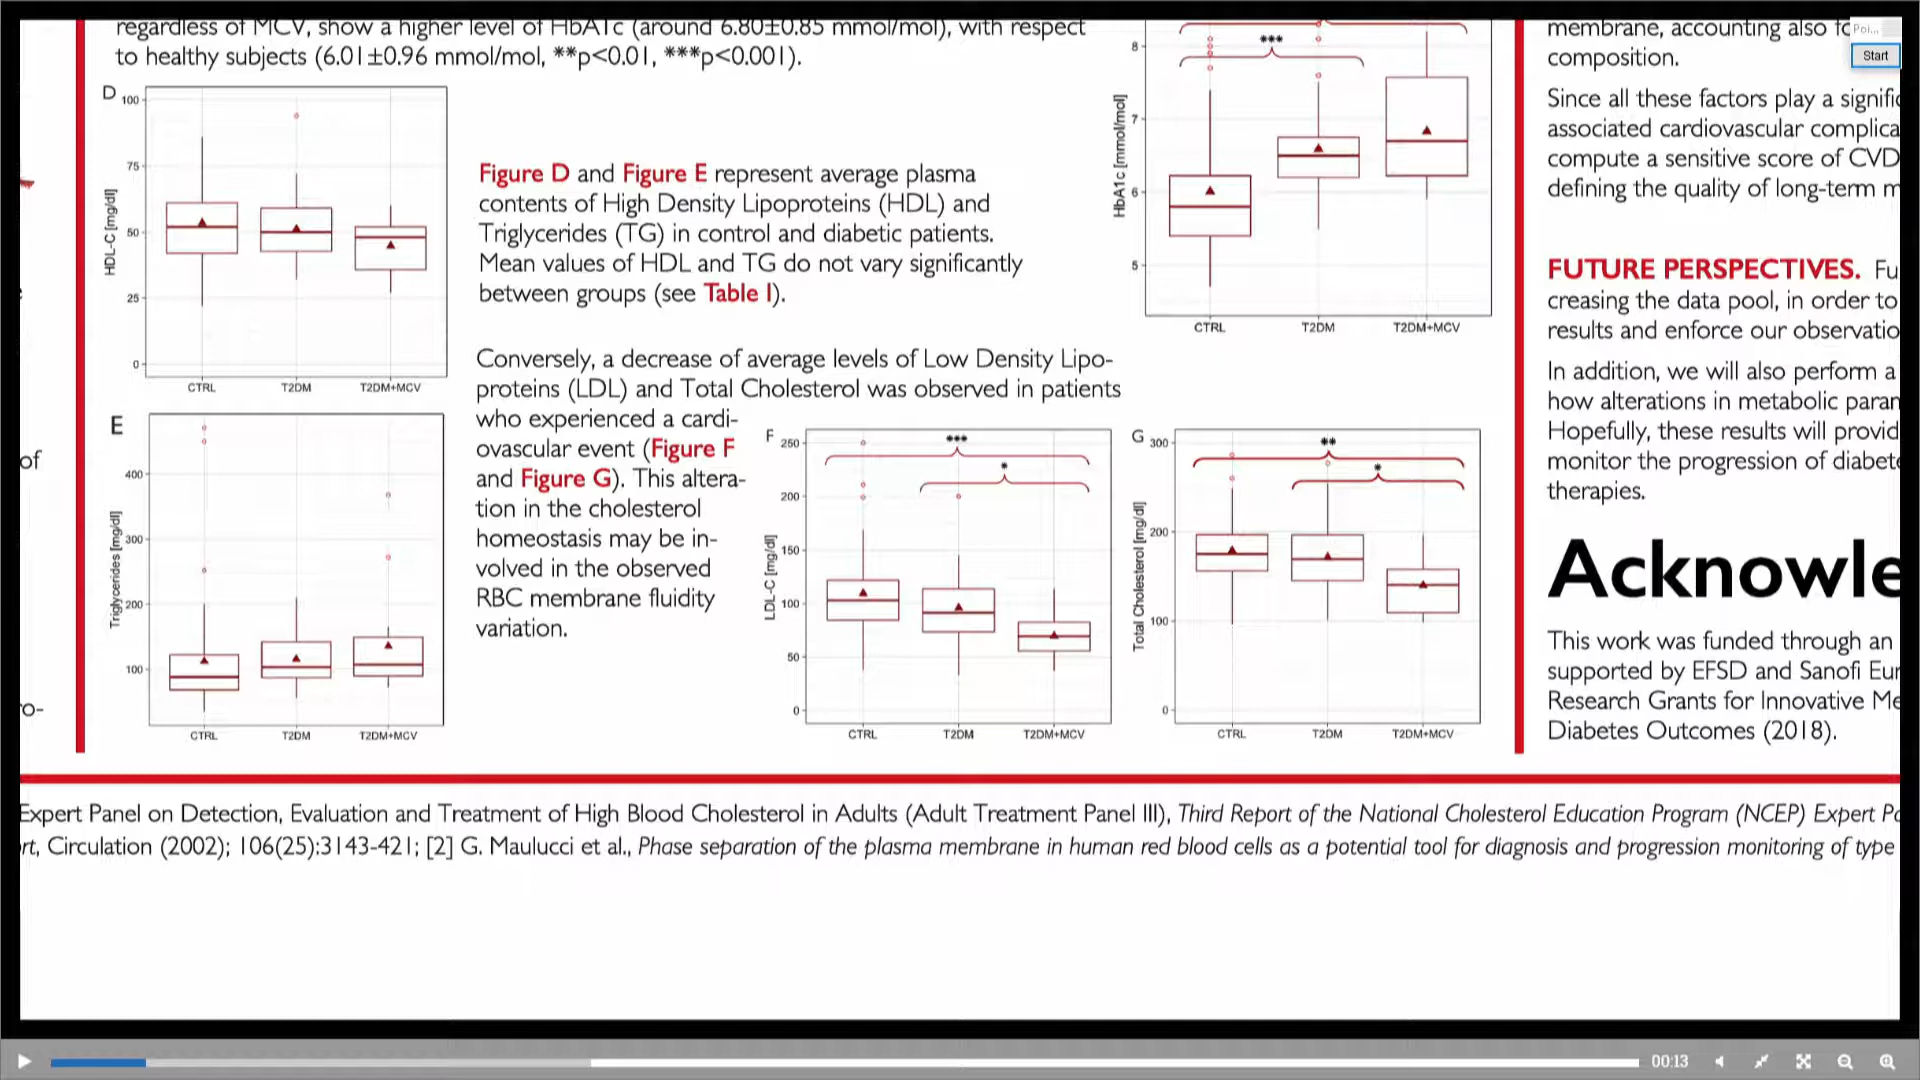 regardless of MCV, show a higher level of HbA1c (around 6.80±0.85 mmol/mol), with respect
to healthy subjects (6.01±0.96 mmol/mol, **p<0.01, ***p<0.001).
D
100
75
50
25
0
HDL-C [mg/dl]
CTRL T2DM T2DM+MCV
Figure D and Figure E represent average plasma
contents of High Density Lipoproteins (HDL) and
Triglycerides (TG) in control and diabetic patients.
Mean values of HDL and TG do not vary significantly
between groups (see Table I).
***
8
7
6
5
HbA1c [mmol/mol]
CTRL T2DM T2DM+MCV
Conversely, a decrease of average levels of Low Density Lipo-
proteins (LDL) and Total Cholesterol was observed in patients
who experienced a cardi-
ovascular event (Figure F
and Figure G). This altera-
tion in the cholesterol
homeostasis may be in-
volved in the observed
RBC membrane fluidity
variation.
E
400
300
200
100
Triglycerides [mg/dl]
CTRL T2DM T2DM+MCV
F
250
200
150
100
50
0
LDL-C [mg/dl]
***
*
CTRL T2DM T2DM+MCV
G
300
200
100
0
Total Cholesterol [mg/dl]
**
*
CTRL T2DM T2DM+MCV
of
ro-
membrane, accounting also fo
composition.
Since all these factors play a signific
associated cardiovascular complica
compute a sensitive score of CVD
defining the quality of long-term m
FUTURE PERSPECTIVES. Fu
creasing the data pool, in order to
results and enforce our observatio
In addition, we will also perform a
how alterations in metabolic param
Hopefully, these results will provid
monitor the progression of diabete
therapies.
Acknowle
This work was funded through an
supported by EFSD and Sanofi Eur
Research Grants for Innovative Me
Diabetes Outcomes (2018).
Expert Panel on Detection, Evaluation and Treatment of High Blood Cholesterol in Adults (Adult Treatment Panel III), Third Report of the National Cholesterol Education Program (NCEP) Expert Pa
rt, Circulation (2002); 106(25):3143-421; [2] G. Maulucci et al., Phase separation of the plasma membrane in human red blood cells as a potential tool for diagnosis and progression monitoring of type
Poi...
Start
00:13